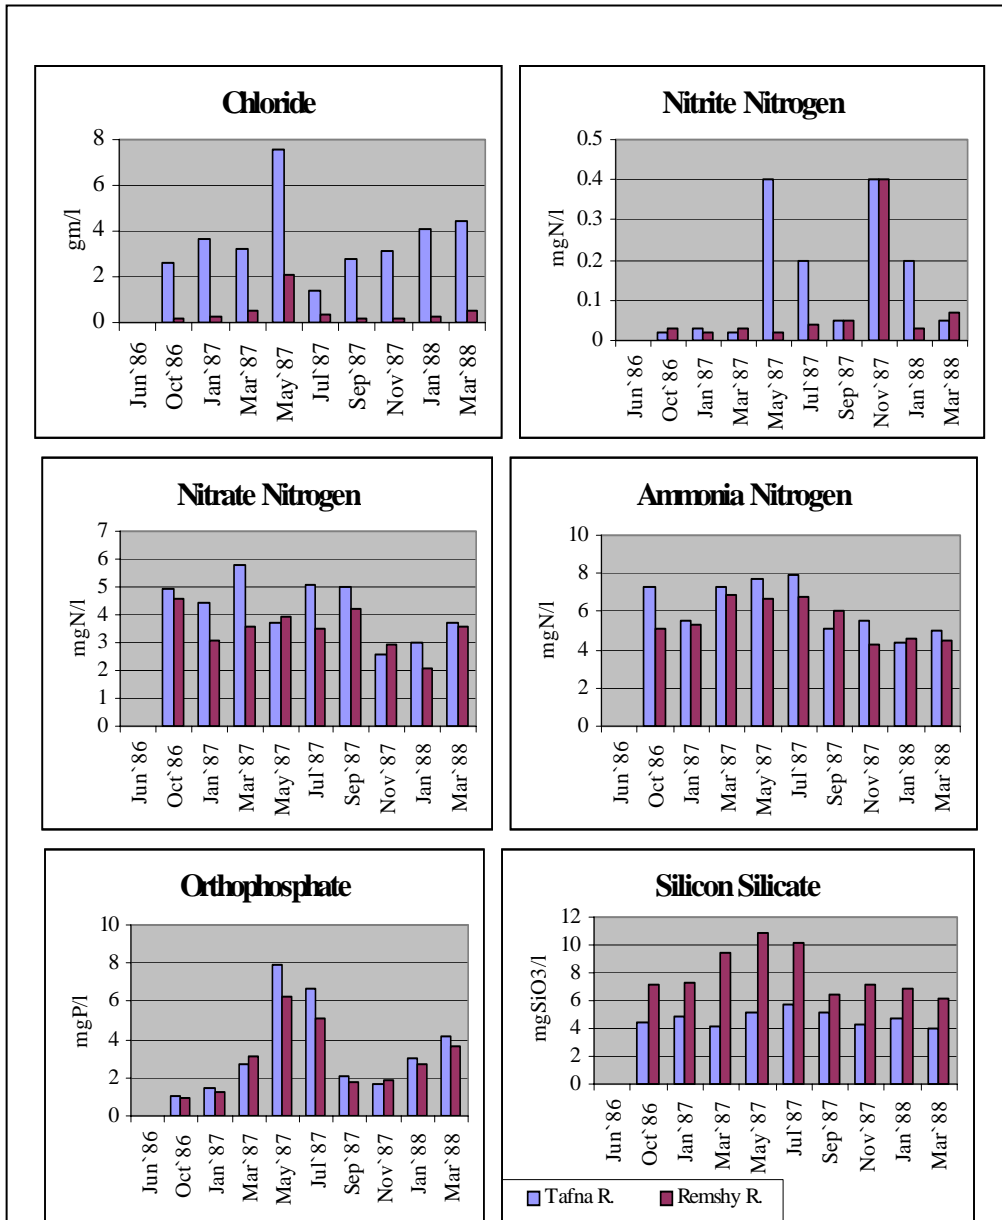 Chloride
8
6
4
2
0
gm/l
Jun`86
Oct`86
Jan`87
Mar`87
May`87
Jul`87
Sep`87
Nov`87
Jan`88
Mar`88
Nitrite Nitrogen
0.5
0.4
0.3
0.2
0.1
0
mgN/l
Jun`86
Oct`86
Jan`87
Mar`87
May`87
Jul`87
Sep`87
Nov`87
Jan`88
Mar`88
Nitrate Nitrogen
7
6
5
4
3
2
1
0
mgN/l
Jun`86
Oct`86
Jan`87
Mar`87
May`87
Jul`87
Sep`87
Nov`87
Jan`88
Mar`88
Ammonia Nitrogen
10
8
6
4
2
0
mgN/l
Jun`86
Oct`86
Jan`87
Mar`87
May`87
Jul`87
Sep`87
Nov`87
Jan`88
Mar`88
Orthophosphate
10
8
6
4
2
0
mgP/l
Jun`86
Oct`86
Jan`87
Mar`87
May`87
Jul`87
Sep`87
Nov`87
Jan`88
Mar`88
Silicon Silicate
12
10
8
6
4
2
0
mgSiO3/l
Jun`86
Oct`86
Jan`87
Mar`87
May`87
Jul`87
Sep`87
Nov`87
Jan`88
Mar`88
Tafna R. Remshy R.